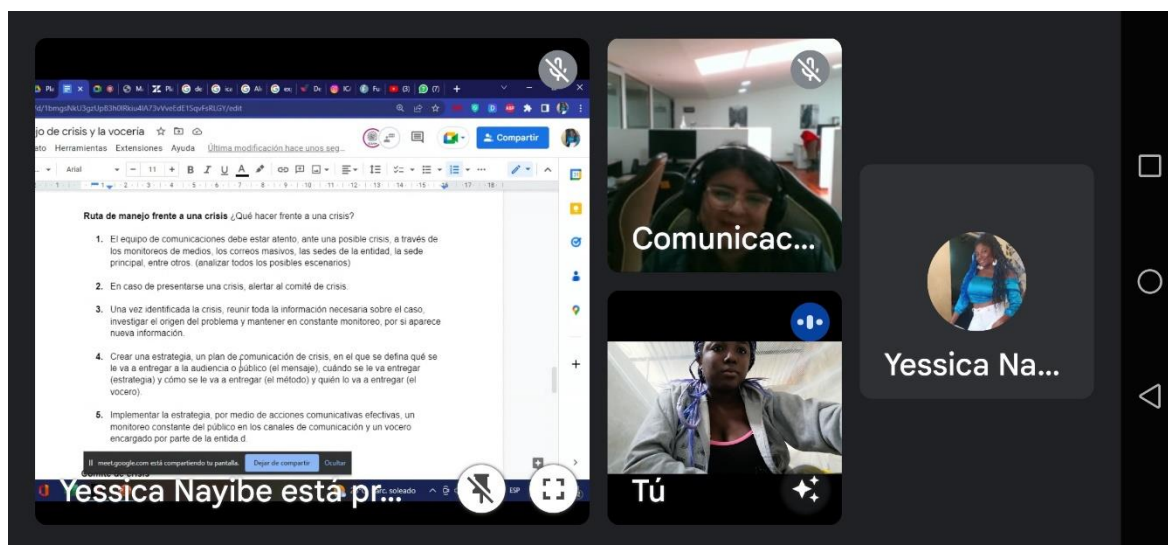 jo de crisis y la vocería
ato Herramientas Extensiones Ayuda Última modificación hace unos seg...
Compartir
Arial 11
Ruta de manejo frente a una crisis ¿Qué hacer frente a una crisis?
1. El equipo de comunicaciones debe estar atento, ante una posible crisis, a través de
los monitoreos de medios, los correos masivos, las sedes de la entidad, la sede
principal, entre otros. (analizar todos los posibles escenarios)
2. En caso de presentarse una crisis, alertar al comité de crisis.
3. Una vez identificada la crisis, reunir toda la información necesaria sobre el caso,
investigar el origen del problema y mantener en constante monitoreo, por si aparece
nueva información.
4. Crear una estrategia, un plan de comunicación de crisis, en el que se defina qué se
le va a entregar a la audiencia o público (el mensaje), cuándo se le va entregar
(estrategia) y cómo se le va a entregar (el método) y quién lo va a entregar (el
vocero).
5. Implementar la estrategia, por medio de acciones comunicativas efectivas, un
monitoreo constante del público en los canales de comunicación y un vocero
encargado por parte de la entida.d.
meet.google.com está compartiendo tu pantalla. Dejar de compartir Ocultar
Yessica Nayibe está pr...
soleado ESP
Comunicac...
Tú
Yessica Na...